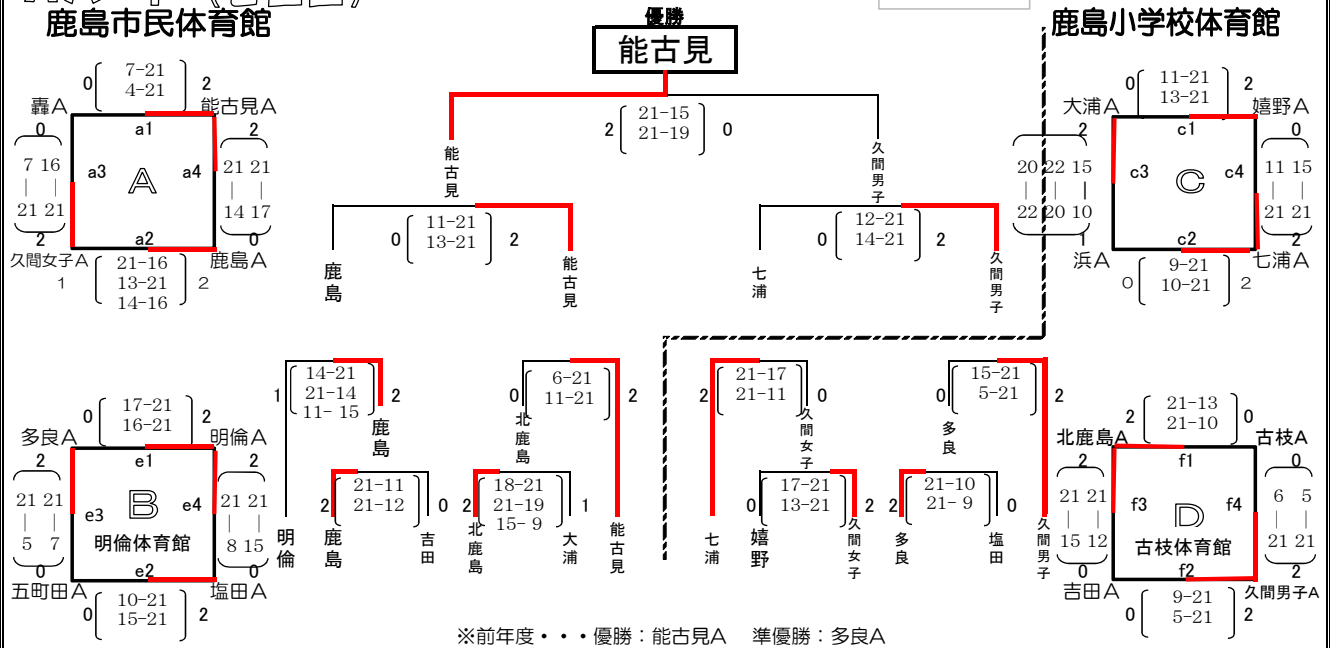 鹿島市民体育館
優勝
能古見
鹿島小学校体育館
7-21
4-21
0
2
轟A
能古見A
a1
0
2
7 16
21 21
a3
A
a4
21 21
14 17
2
0
a2
久間女子A
鹿島A
21-16
13-21
14-16
1
2
21-15
21-19
2
0
能古見
久間男子
11-21
13-21
0
2
鹿島
能古見
12-21
14-21
0
2
七浦
久間男子
11-21
13-21
0
2
大浦A
嬉野A
c1
2
0
20 22 15
22 20 10
c3
C
c4
11 15
21 21
1
2
c2
浜A
七浦A
9-21
10-21
0
2
14-21
21-14
11- 15
1
2
鹿島
6-21
11-21
0
2
北鹿島
21-17
21-11
2
0
久間女子
15-21
5-21
0
2
多良
17-21
16-21
0
2
多良A
明倫A
e1
2
2
21 21
5 7
e3
B
e4
21 21
8 15
明倫体育館
0
0
e2
五町田A
塩田A
10-21
15-21
0
2
21-11
21-12
2
0
明倫
鹿島
吉田
18-21
21-19
15- 9
2
1
北鹿島
大浦
能古見
17-21
13-21
0
2
七浦
嬉野
久間女子
21-10
21- 9
2
0
多良
塩田
久間男子
21-13
21-10
2
0
北鹿島A
古枝A
f1
2
0
21 21
15 12
f3
D
f4
6 5
21 21
古枝体育館
0
2
f2
吉田A
久間男子A
9-21
5-21
0
2
※前年度・・・優勝：能古見A 準優勝：多良A